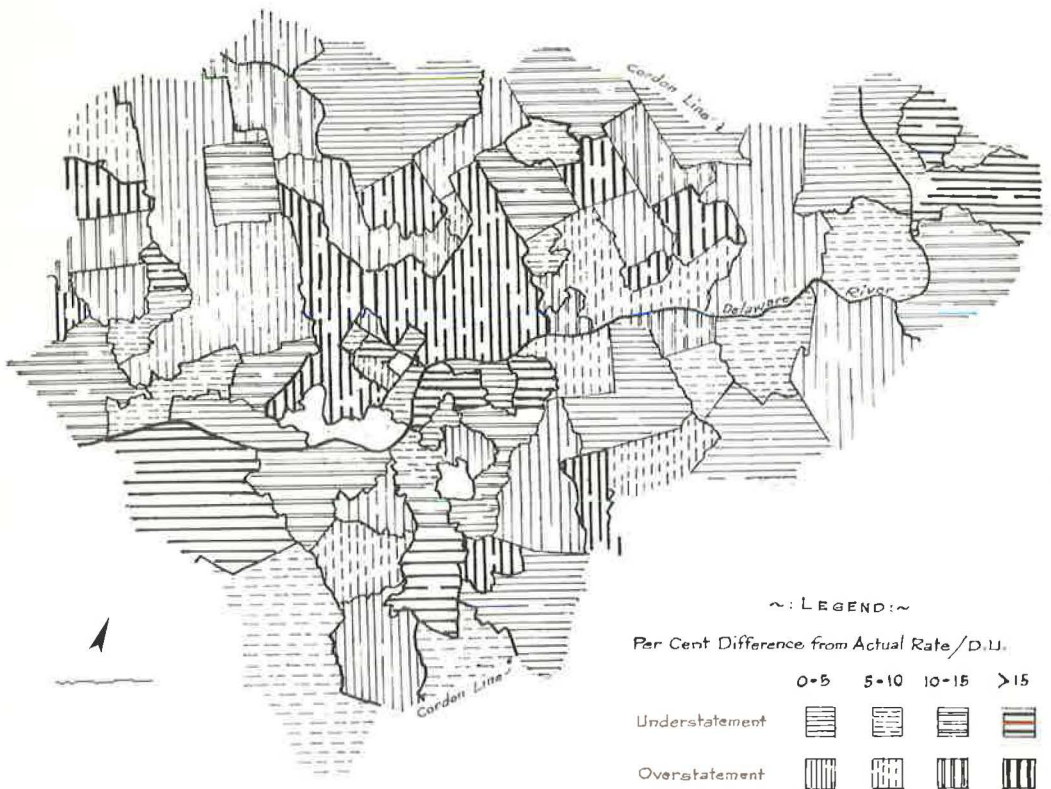 Cordon Line
Delaware River
Cordon Line
~: LEGEND:~
Per Cent Difference from Actual Rate/D.U.
0-5 5-10 10-15 >15
Understatement
Overstatement